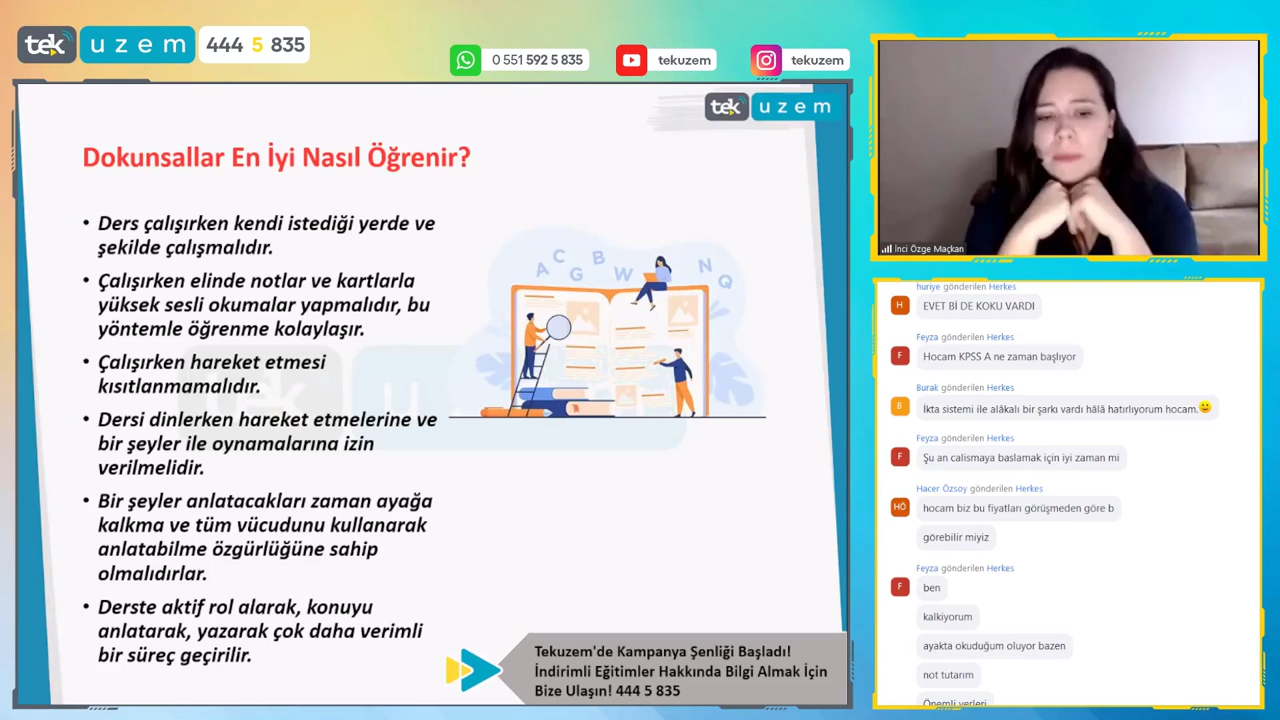 tek uzem 444 5 835
0 551 592 5 835
tekuzem
tekuzem
tek uzem
Dokunsallar En İyi Nasıl Öğrenir?
• Ders çalışırken kendi istediği yerde ve
şekilde çalışmalıdır.
• Çalışırken elinde notlar ve kartlarla
yüksek sesli okumalar yapmalıdır, bu
yöntemle öğrenme kolaylaşır.
• Çalışırken hareket etmesi
kısıtlanmamalıdır.
• Dersi dinlerken hareket etmelerine ve
bir şeyler ile oynamalarına izin
verilmelidir.
• Bir şeyler anlatacakları zaman ayağa
kalkma ve tüm vücudunu kullanarak
anlatabilme özgürlüğüne sahip
olmalıdırlar.
• Derste aktif rol alarak, konuyu
anlatarak, yazarak çok daha verimli
bir süreç geçirilir.
A C G B W N Q
Tekuzem'de Kampanya Şenliği Başladı!
İndirimli Eğitimler Hakkında Bilgi Almak İçin
Bize Ulaşın! 444 5 835
İnci Özge Maçkan
huriye gönderilen Herkes
H
EVET Bİ DE KOKU VARDI
Feyza gönderilen Herkes
F
Hocam KPSS A ne zaman başlıyor
Burak gönderilen Herkes
B
İkta sistemi ile alâkalı bir şarkı vardı hâlâ hatırlıyorum hocam.🙂
Feyza gönderilen Herkes
F
Şu an calismaya baslamak için iyi zaman mi
Hacer Özsoy gönderilen Herkes
HÖ
hocam biz bu fiyatları görüşmeden göre b
görebilir miyiz
Feyza gönderilen Herkes
F
ben
kalkiyorum
ayakta okuduğum oluyor bazen
not tutarım
Önemli yerleri